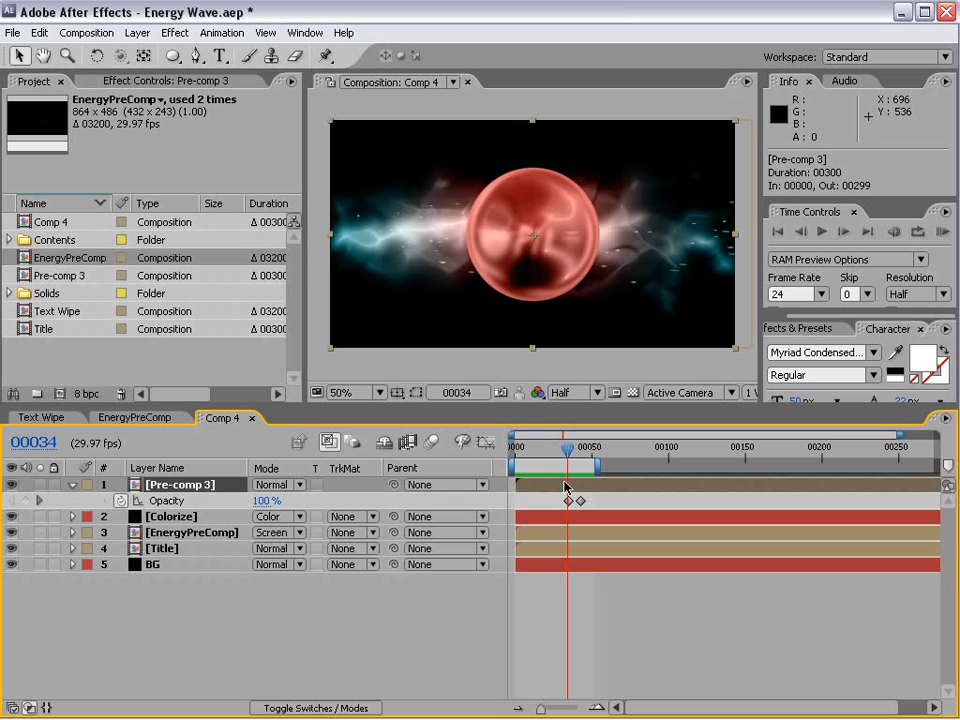 Adobe After Effects - Energy Wave.aep *
File Edit Composition Layer Effect Animation View Window Help
Workspace: Standard
Project × Effect Controls: Pre-comp 3
Composition: Comp 4 ×
Info × Audio
EnergyPreComp, used 2 times
864 x 486 (432 x 243) (1.00)
Δ 03200, 29.97 fps
R :
G :
B :
A : 0
X : 696
Y : 536
[Pre-comp 3]
Duration: 00300
In: 00000, Out: 00299
Name Type Size Duration
Comp 4 Composition Δ 00300
Contents Folder
EnergyPreComp Composition Δ 03200
Pre-comp 3 Composition Δ 00300
Solids Folder
Text Wipe Composition Δ 03200
Title Composition Δ 00300
Time Controls ×
RAM Preview Options
Frame Rate Skip Resolution
24 0 Half
ffects & Presets Character ×
Myriad Condensed...
Regular
8 bpc
50% 00034 Half Active Camera 1
Text Wipe EnergyPreComp Comp 4 ×
00034 (29.97 fps)
0000 00050 00100 00150 00200 00250
# Layer Name Mode T TrkMat Parent
1 [Pre-comp 3] Normal None
Opacity 100 %
2 [Colorize] Color None None
3 [EnergyPreComp] Screen None None
4 [Title] Normal None None
5 BG Normal None None
Toggle Switches / Modes